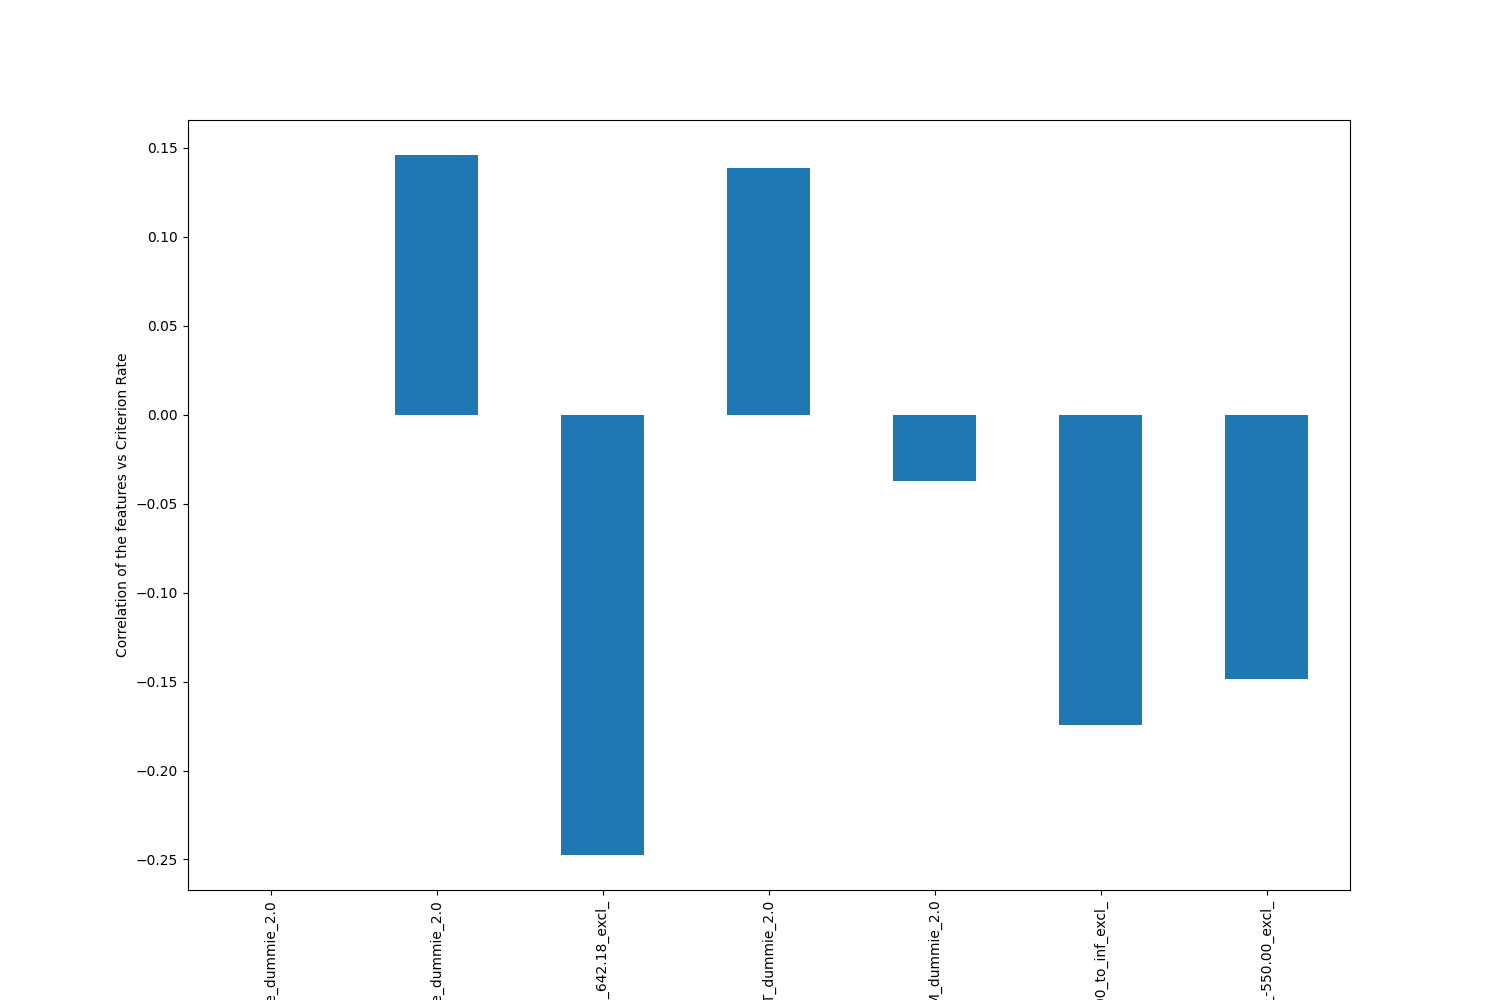 0.15
0.10
0.05
0.00
−0.05
−0.10
−0.15
−0.20
−0.25
Correlation of the features vs Criterion Rate
e_dummie_2.0
e_dummie_2.0
_642.18_excl_
T_dummie_2.0
M_dummie_2.0
00_to_inf_excl_
-550.00_excl_